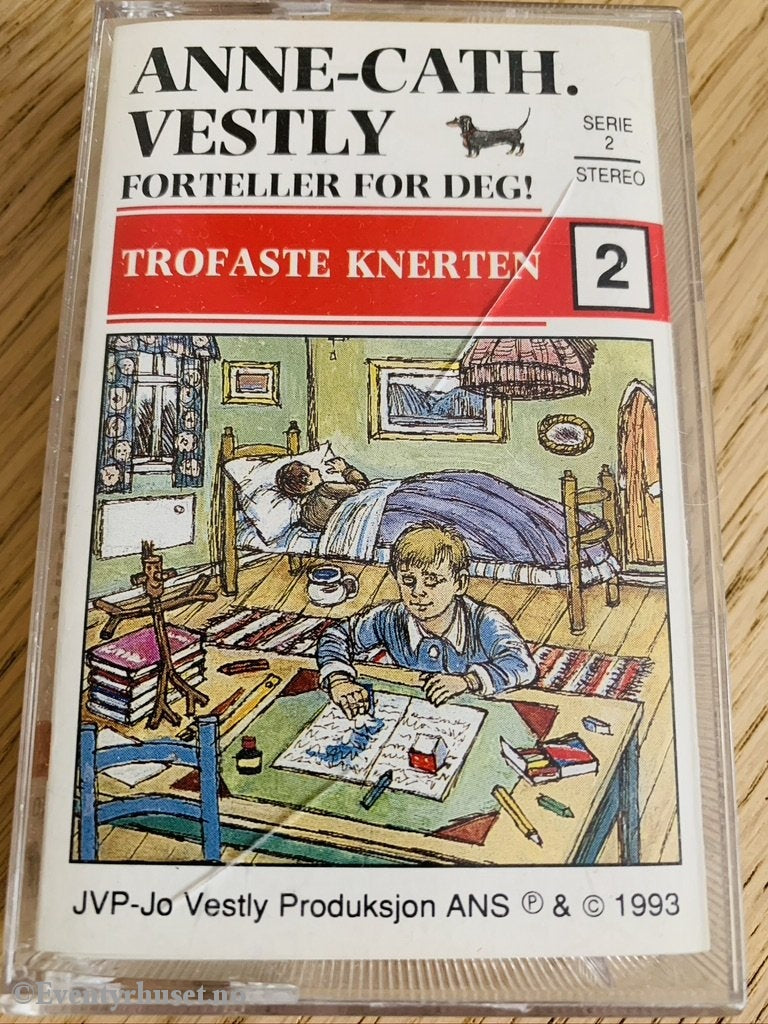 ANNE-CATH.
VESTLY
FORTELLER FOR DEG!
SERIE
2
STEREO
TROFASTE KNERTEN
2
JVP-Jo Vestly Produksjon ANS ℗ & © 1993
©Eventyrhuset.no